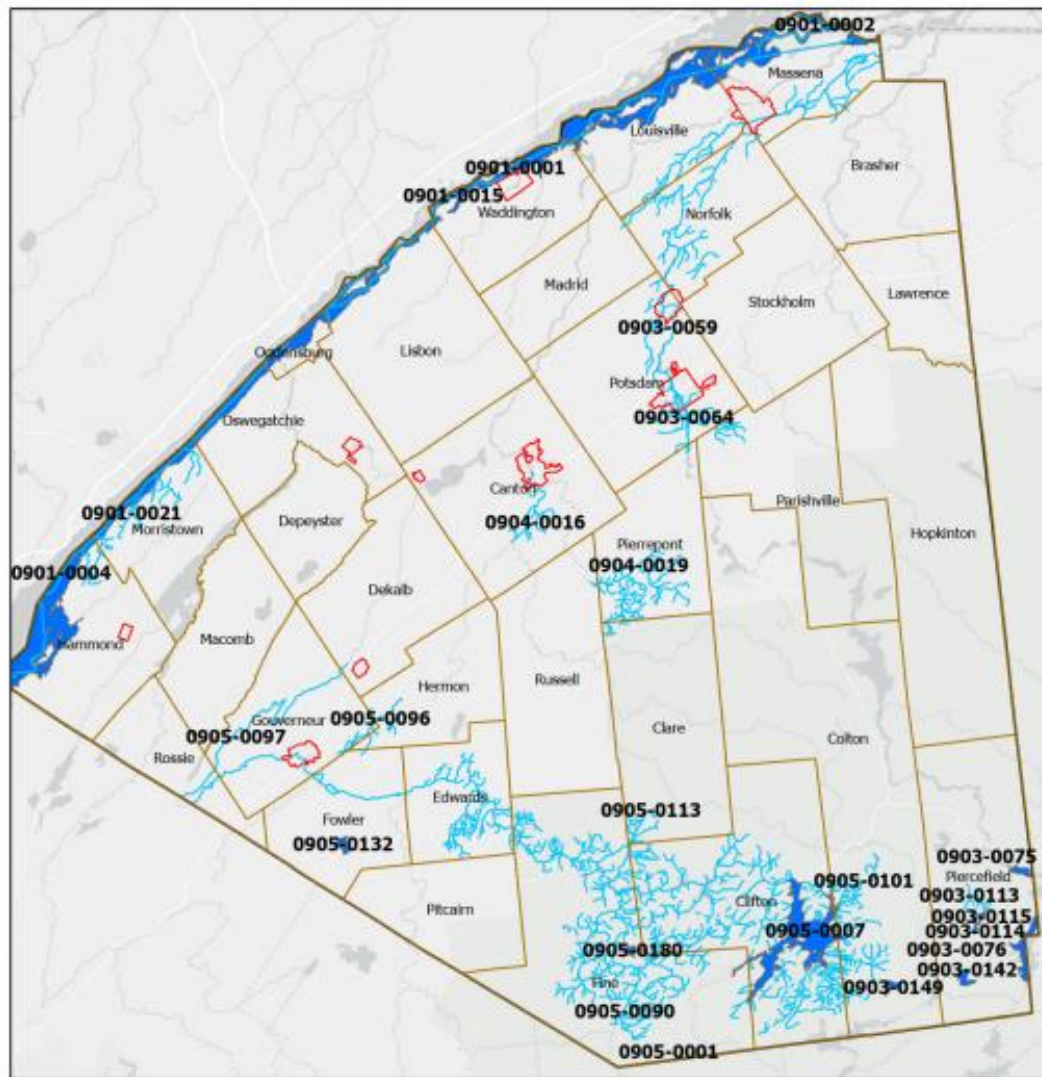 0901-0002
Massena
Louisville
Brasher
0901-0001
0901-0015
Waddington
Norfolk
Madrid
Stockholm
Lawrence
0903-0059
Ogdensburg
Lisbon
Potsdam
0903-0064
Oswegatchie
Canton
Parishville
0901-0021
Morristown
Depeyster
0904-0016
Hopkinton
Pierrepont
0904-0019
0901-0004
Dekalb
Hammond
Macomb
Hermon
Russell
Gouverneur
0905-0096
0905-0097
Clare
Colton
Rossie
Edwards
0905-0113
Fowler
0905-0132
0903-0075
Piercefield
0905-0101
0903-0113
Clifton
Pitcairn
0903-0115
0905-0007
0903-0114
0905-0180
0903-0076
0903-0142
Fine
0903-0149
0905-0090
0905-0001